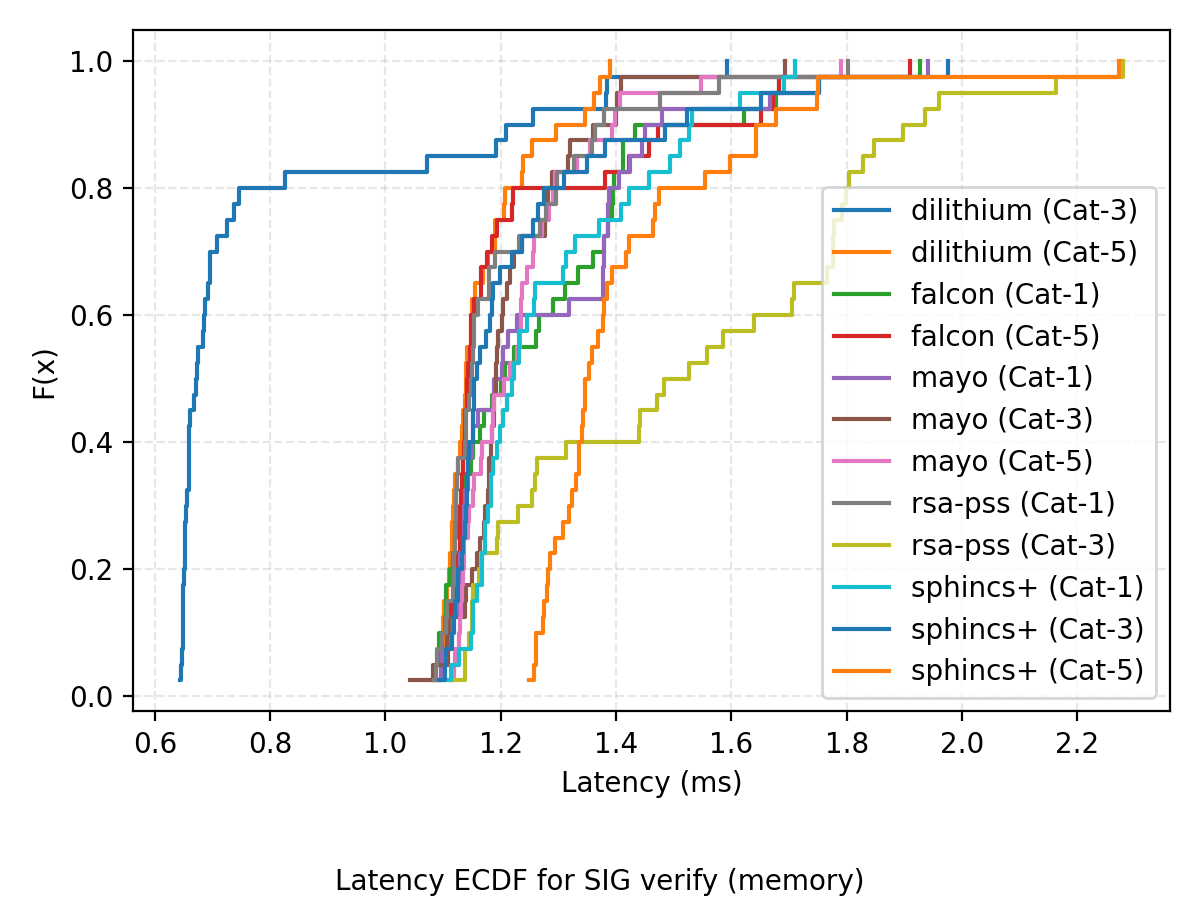 1.0
0.8
0.6
0.4
0.2
0.0
F(x)
dilithium (Cat-3)
dilithium (Cat-5)
falcon (Cat-1)
falcon (Cat-5)
mayo (Cat-1)
mayo (Cat-3)
mayo (Cat-5)
rsa-pss (Cat-1)
rsa-pss (Cat-3)
sphincs+ (Cat-1)
sphincs+ (Cat-3)
sphincs+ (Cat-5)
0.6 0.8 1.0 1.2 1.4 1.6 1.8 2.0 2.2
Latency (ms)
Latency ECDF for SIG verify (memory)